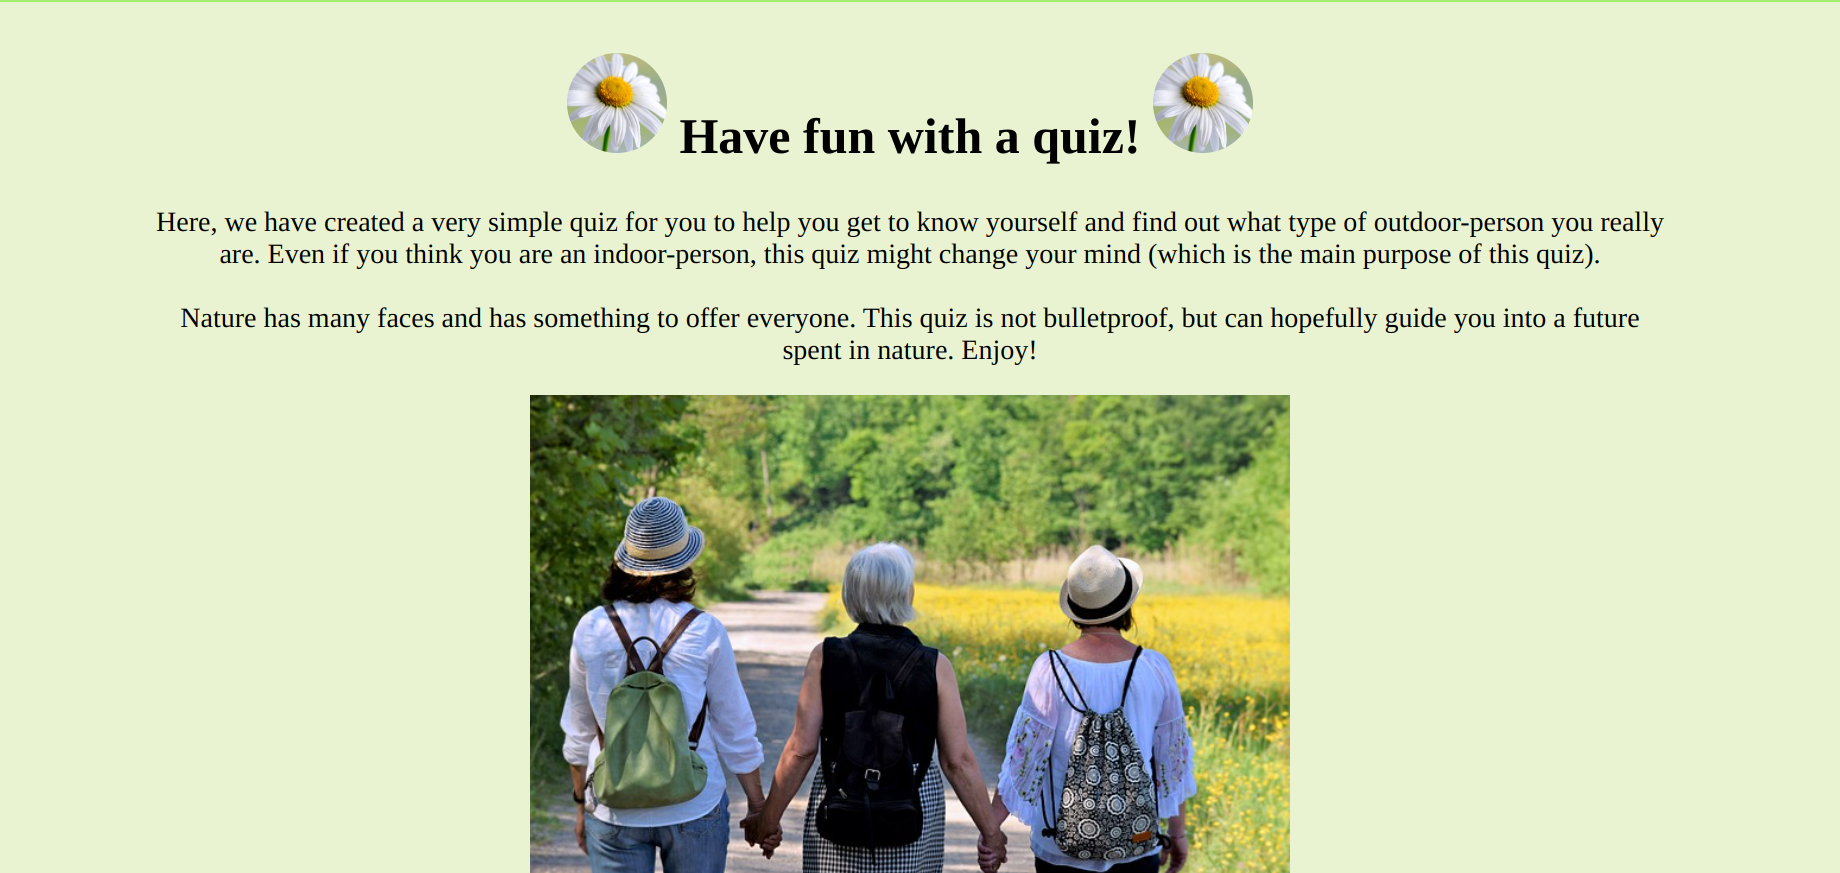 Have fun with a quiz!
Here, we have created a very simple quiz for you to help you get to know yourself and find out what type of outdoor-person you really
are. Even if you think you are an indoor-person, this quiz might change your mind (which is the main purpose of this quiz).
Nature has many faces and has something to offer everyone. This quiz is not bulletproof, but can hopefully guide you into a future
spent in nature. Enjoy!